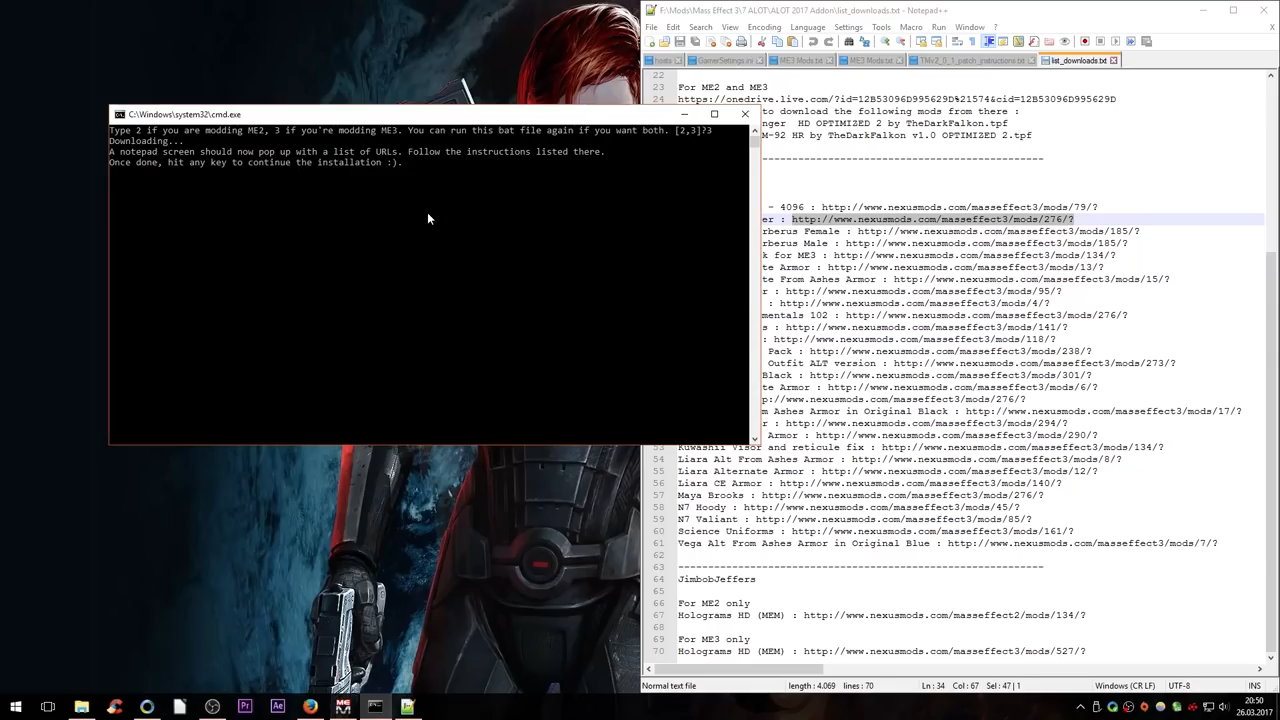 F:\Mods\Mass Effect 3\7 ALOT\ALOT 2017 Addon\list_downloads.txt - Notepad++
File Edit Search View Encoding Language Settings Tools Macro Run Window ?
hosts GamerSettings.ini ME3 Mods.txt ME3 Mods.txt TMv2_0_1_patch_instructions.txt list_downloads.txt
22
23 For ME2 and ME3
24 https://onedrive.live.com/?id=12B53096D995629D%21574&cid=12B53096D995629D
to download the following mods from there :
nger HD OPTIMIZED 2 by TheDarkFalkon.tpf
M-92 HR by TheDarkFalkon v1.0 OPTIMIZED 2.tpf
------------------------------------------------------------
C:\Windows\system32\cmd.exe
Type 2 if you are modding ME2, 3 if you're modding ME3. You can run this bat file again if you want both. [2,3]?3
Downloading...
A notepad screen should now pop up with a list of URLs. Follow the instructions listed there.
Once done, hit any key to continue the installation :).
- 4096 : http://www.nexusmods.com/masseffect3/mods/79/?
er : http://www.nexusmods.com/masseffect3/mods/276/?
rberus Female : http://www.nexusmods.com/masseffect3/mods/185/?
rberus Male : http://www.nexusmods.com/masseffect3/mods/185/?
k for ME3 : http://www.nexusmods.com/masseffect3/mods/134/?
te Armor : http://www.nexusmods.com/masseffect3/mods/13/?
te From Ashes Armor : http://www.nexusmods.com/masseffect3/mods/15/?
r : http://www.nexusmods.com/masseffect3/mods/95/?
: http://www.nexusmods.com/masseffect3/mods/4/?
mentals 102 : http://www.nexusmods.com/masseffect3/mods/276/?
s : http://www.nexusmods.com/masseffect3/mods/141/?
: http://www.nexusmods.com/masseffect3/mods/118/?
Pack : http://www.nexusmods.com/masseffect3/mods/238/?
Outfit ALT version : http://www.nexusmods.com/masseffect3/mods/273/?
Black : http://www.nexusmods.com/masseffect3/mods/301/?
te Armor : http://www.nexusmods.com/masseffect3/mods/6/?
p://www.nexusmods.com/masseffect3/mods/276/?
m Ashes Armor in Original Black : http://www.nexusmods.com/masseffect3/mods/17/?
r : http://www.nexusmods.com/masseffect3/mods/294/?
Armor : http://www.nexusmods.com/masseffect3/mods/290/?
53 Kuwashii Visor and reticule fix : http://www.nexusmods.com/masseffect3/mods/134/?
54 Liara Alt From Ashes Armor : http://www.nexusmods.com/masseffect3/mods/8/?
55 Liara Alternate Armor : http://www.nexusmods.com/masseffect3/mods/12/?
56 Liara CE Armor : http://www.nexusmods.com/masseffect3/mods/140/?
57 Maya Brooks : http://www.nexusmods.com/masseffect3/mods/276/?
58 N7 Hoody : http://www.nexusmods.com/masseffect3/mods/45/?
59 N7 Valiant : http://www.nexusmods.com/masseffect3/mods/85/?
60 Science Uniforms : http://www.nexusmods.com/masseffect3/mods/161/?
61 Vega Alt From Ashes Armor in Original Blue : http://www.nexusmods.com/masseffect3/mods/7/?
62
63 -------------------------------------------------------------
64 JimbobJeffers
65
66 For ME2 only
67 Holograms HD (MEM) : http://www.nexusmods.com/masseffect2/mods/134/?
68
69 For ME3 only
70 Holograms HD (MEM) : http://www.nexusmods.com/masseffect3/mods/527/?
Normal text file length : 4.069 lines : 70 Ln : 34 Col : 67 Sel : 47 | 1 Windows (CR LF) UTF-8 INS
20:50
26.03.2017